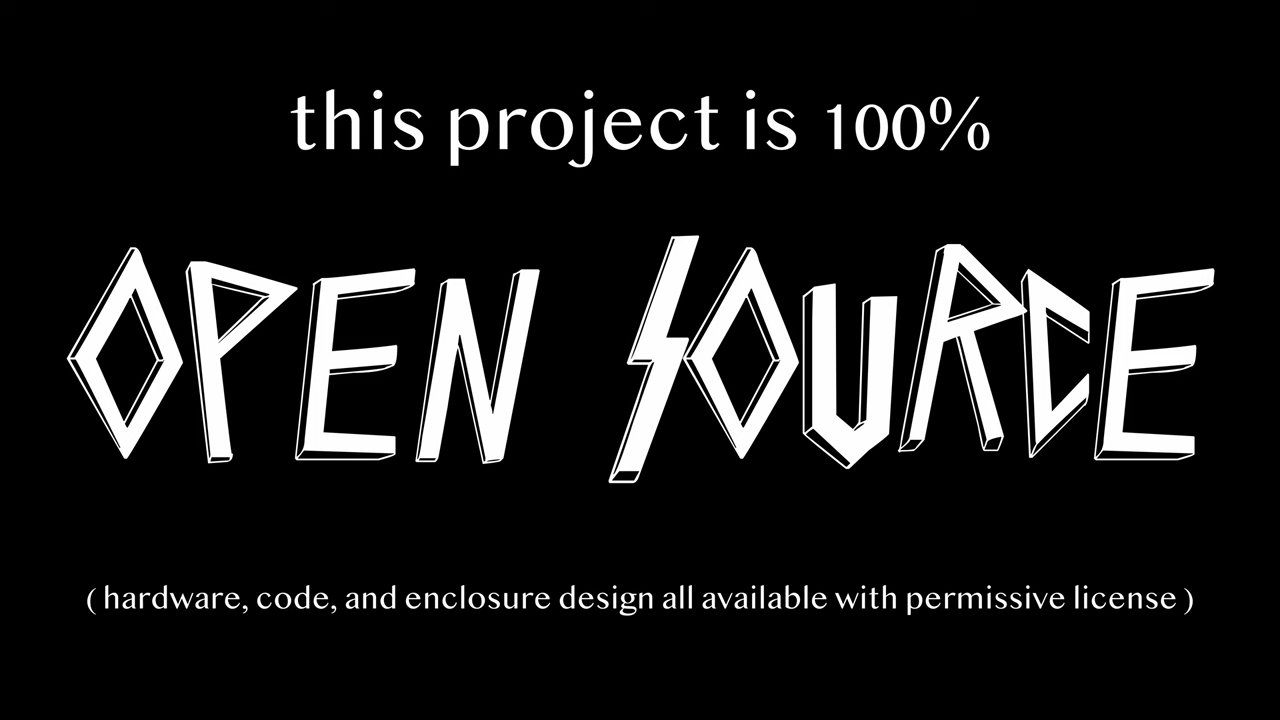 this project is 100%
OPEN SOURCE
( hardware, code, and enclosure design all available with permissive license )